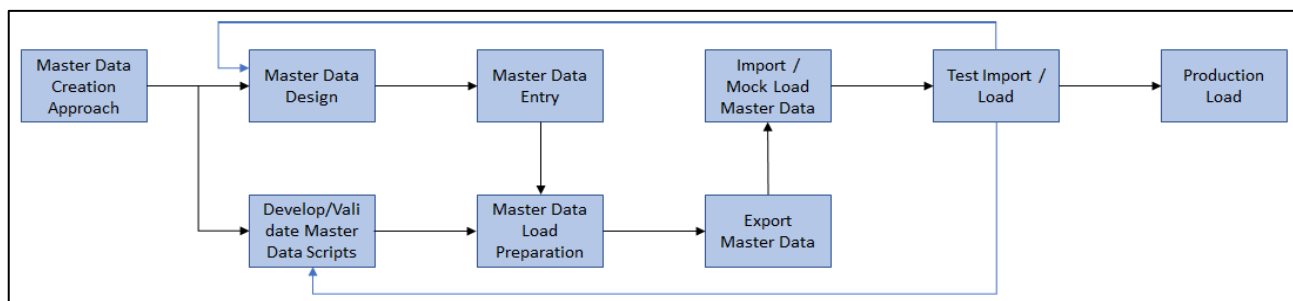 Master Data
Creation
Approach
Master Data
Design
Master Data
Entry
Import /
Mock Load
Master Data
Test Import /
Load
Production
Load
Develop/Vali
date Master
Data Scripts
Master Data
Load
Preparation
Export
Master Data